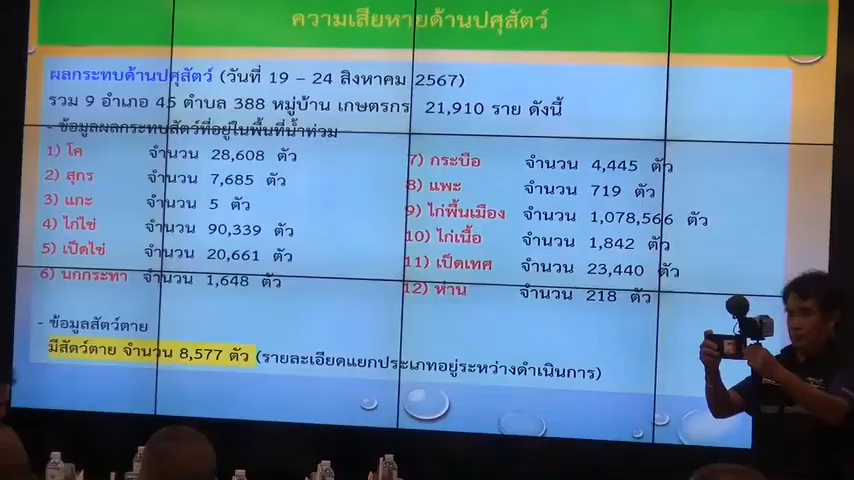 ความเสียหายด้านปศุสัตว์
ผลกระทบด้านปศุสัตว์ (วันที่ 19 – 24 สิงหาคม 2567)
รวม 9 อำเภอ 45 ตำบล 388 หมู่บ้าน เกษตรกร 21,910 ราย ดังนี้
- ข้อมูลผลกระทบสัตว์ที่อยู่ในพื้นที่น้ำท่วม
1) โค จำนวน 28,608 ตัว
2) สุกร จำนวน 7,685 ตัว
3) แกะ จำนวน 5 ตัว
4) ไก่ไข่ จำนวน 90,339 ตัว
5) เป็ดไข่ จำนวน 20,661 ตัว
6) นกกระทา จำนวน 1,648 ตัว
7) กระบือ จำนวน 4,445 ตัว
8) แพะ จำนวน 719 ตัว
9) ไก่พื้นเมือง จำนวน 1,078,566 ตัว
10) ไก่เนื้อ จำนวน 1,842 ตัว
11) เป็ดเทศ จำนวน 23,440 ตัว
12) ห่าน จำนวน 218 ตัว
- ข้อมูลสัตว์ตาย
มีสัตว์ตาย จำนวน 8,577 ตัว (รายละเอียดแยกประเภทอยู่ระหว่างดำเนินการ)